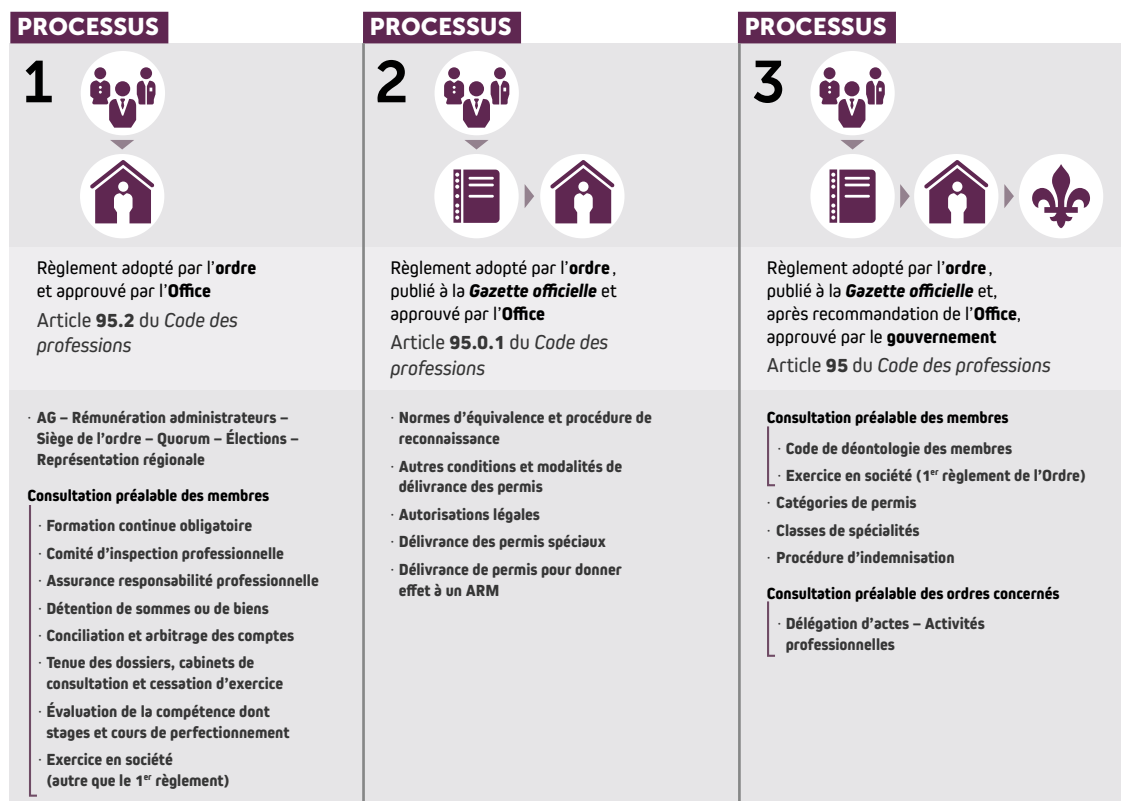 PROCESSUS
1
Règlement adopté par l'ordre
et approuvé par l'Office
Article 95.2 du Code des
professions
· AG – Rémunération administrateurs –
Siège de l'ordre – Quorum – Élections –
Représentation régionale
Consultation préalable des membres
· Formation continue obligatoire
· Comité d'inspection professionnelle
· Assurance responsabilité professionnelle
· Détention de sommes ou de biens
· Conciliation et arbitrage des comptes
· Tenue des dossiers, cabinets de
consultation et cessation d'exercice
· Évaluation de la compétence dont
stages et cours de perfectionnement
· Exercice en société
(autre que le 1er règlement)
PROCESSUS
2
Règlement adopté par l'ordre,
publié à la Gazette officielle et
approuvé par l'Office
Article 95.0.1 du Code des
professions
· Normes d'équivalence et procédure de
reconnaissance
· Autres conditions et modalités de
délivrance des permis
· Autorisations légales
· Délivrance des permis spéciaux
· Délivrance de permis pour donner
effet à un ARM
PROCESSUS
3
Règlement adopté par l'ordre,
publié à la Gazette officielle et,
après recommandation de l'Office,
approuvé par le gouvernement
Article 95 du Code des professions
Consultation préalable des membres
· Code de déontologie des membres
· Exercice en société (1er règlement de l'Ordre)
· Catégories de permis
· Classes de spécialités
· Procédure d'indemnisation
Consultation préalable des ordres concernés
· Délégation d'actes – Activités
professionnelles